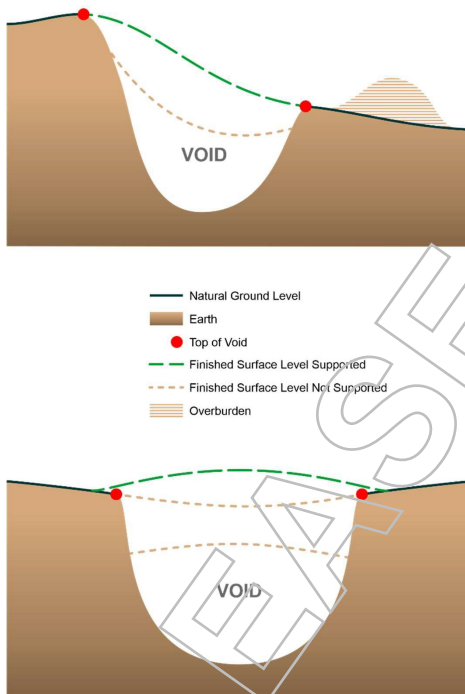 VOID
Natural Ground Level
Earth
Top of Void
Finished Surface Level Supported
Finished Surface Level Not Supported
Overburden
VOID
EASE